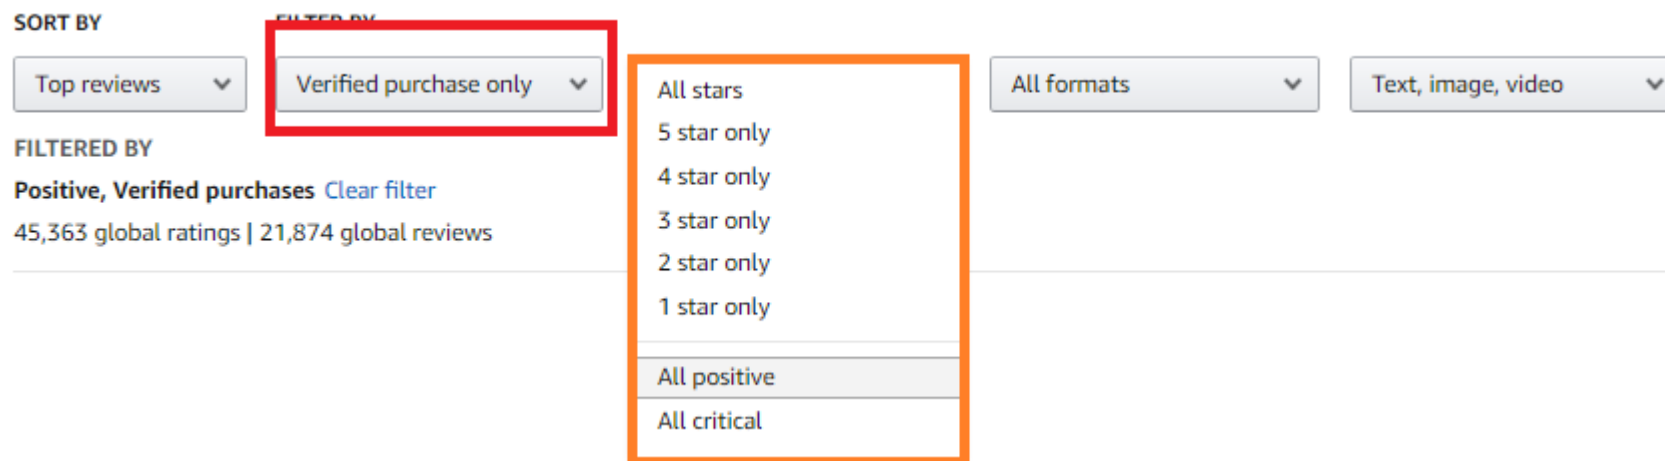 SORT BY
FILTER BY
Top reviews
Verified purchase only
All formats
Text, image, video
All stars
5 star only
4 star only
3 star only
2 star only
1 star only
All positive
All critical
FILTERED BY
Positive, Verified purchases Clear filter
45,363 global ratings | 21,874 global reviews